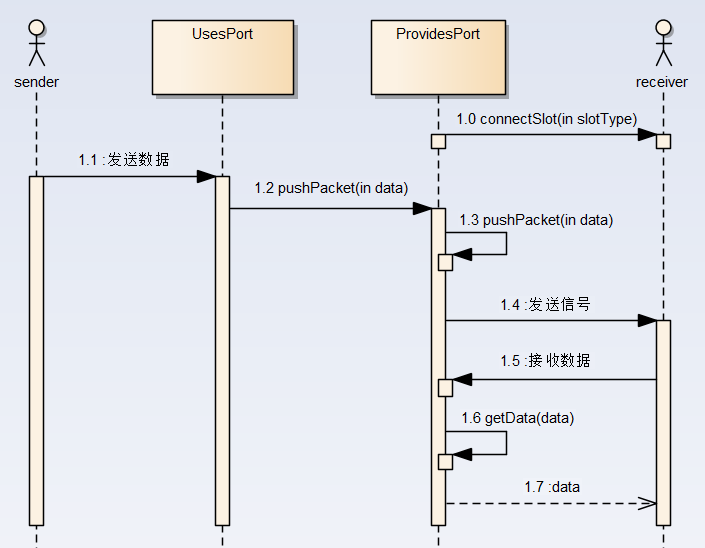 UsesPort
ProvidesPort
sender
receiver
1.0 connectSlot(in slotType)
1.1 :发送数据
1.2 pushPacket(in data)
1.3 pushPacket(in data)
1.4 :发送信号
1.5 :接收数据
1.6 getData(data)
1.7 :data